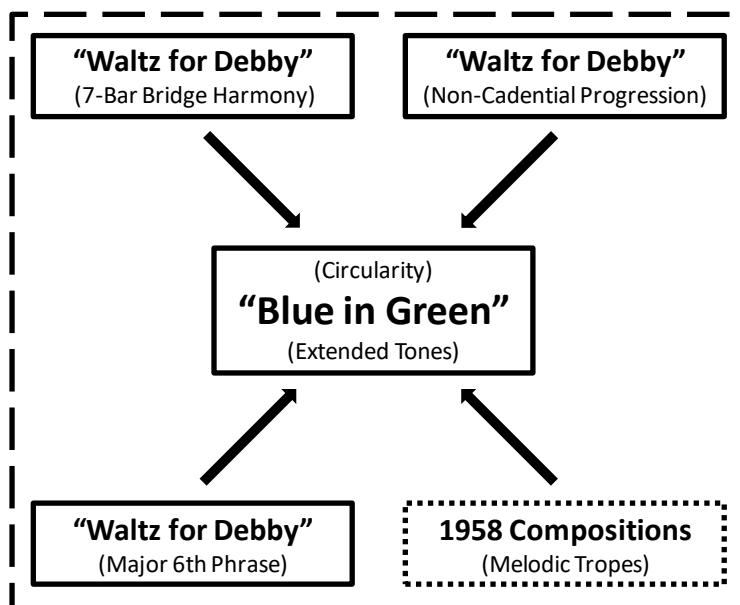 “Waltz for Debby”
(7-Bar Bridge Harmony)
“Waltz for Debby”
(Non-Cadential Progression)
(Circularity)
“Blue in Green”
(Extended Tones)
“Waltz for Debby”
(Major 6th Phrase)
1958 Compositions
(Melodic Tropes)